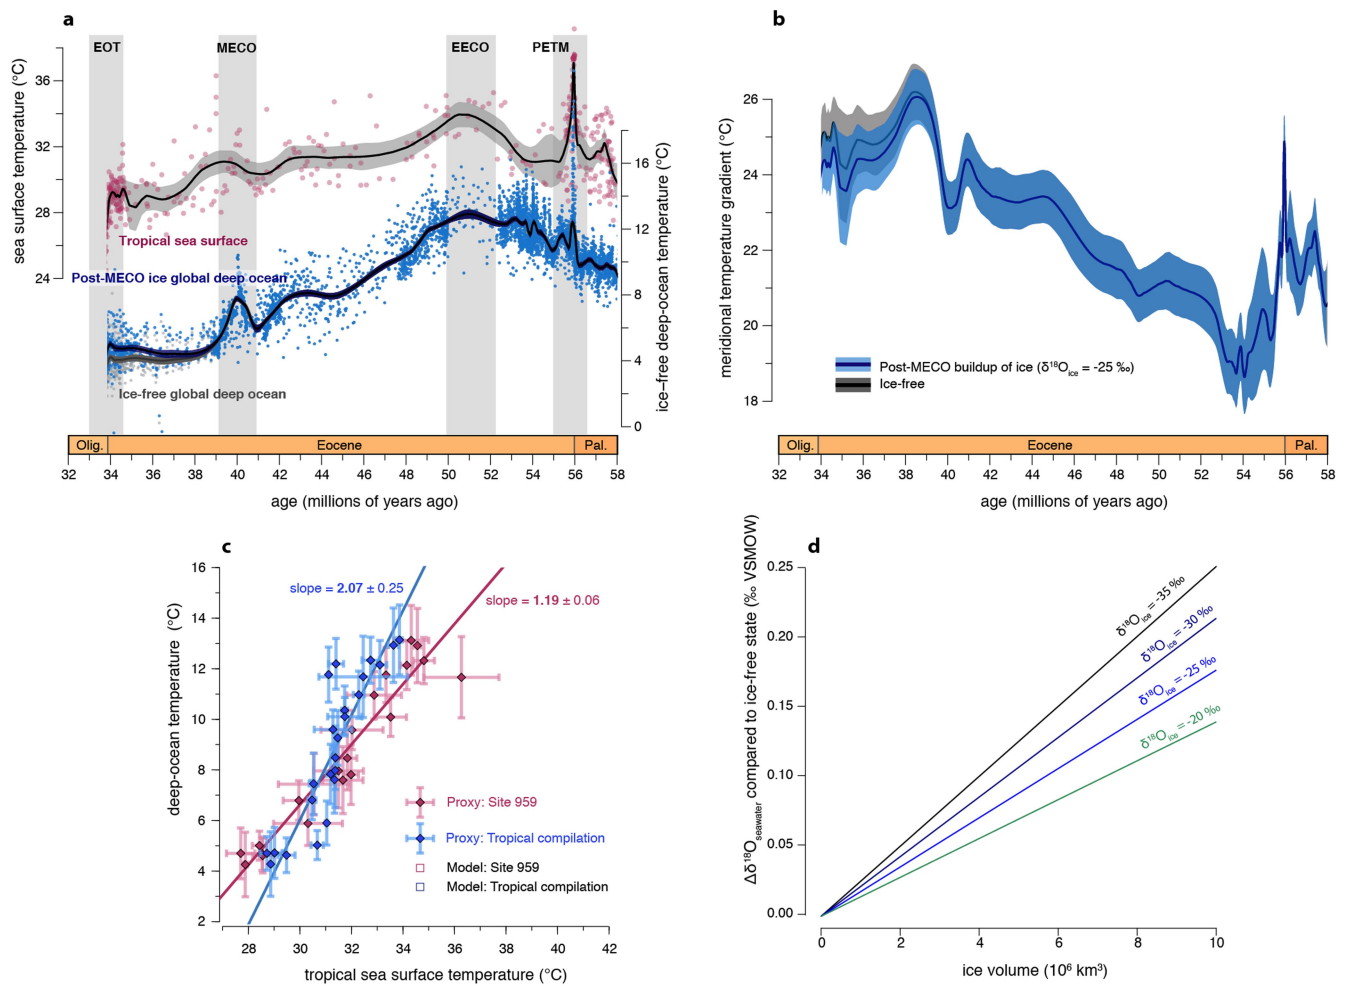 a
EOT
MECO
EECO
PETM
sea surface temperature (°C)
36
32
28
24
Tropical sea surface
Post-MECO ice global deep ocean
Ice-free global deep ocean
16
12
8
4
0
ice–free deep-ocean temperature (°C)
Olig.
Eocene
Pal.
32 34 36 38 40 42 44 46 48 50 52 54 56 58
age (millions of years ago)
b
meridional temperature gradient (°C)
26
24
22
20
18
Post-MECO buildup of ice (δ¹⁸Oice = -25 ‰)
Ice-free
Olig.
Eocene
Pal.
32 34 36 38 40 42 44 46 48 50 52 54 56 58
age (millions of years ago)
c
deep-ocean temperature (°C)
16
14
12
10
8
6
4
2
slope = 2.07 ± 0.25
slope = 1.19 ± 0.06
Proxy: Site 959
Proxy: Tropical compilation
Model: Site 959
Model: Tropical compilation
28 30 32 34 36 38 40 42
tropical sea surface temperature (°C)
d
Δδ¹⁸Oseawater compared to ice-free state (‰ VSMOW)
0.25
0.20
0.15
0.10
0.05
0.00
δ¹⁸Oice = -35 ‰
δ¹⁸Oice = -30 ‰
δ¹⁸Oice = -25 ‰
δ¹⁸Oice = -20 ‰
0 2 4 6 8 10
ice volume (10⁶ km³)